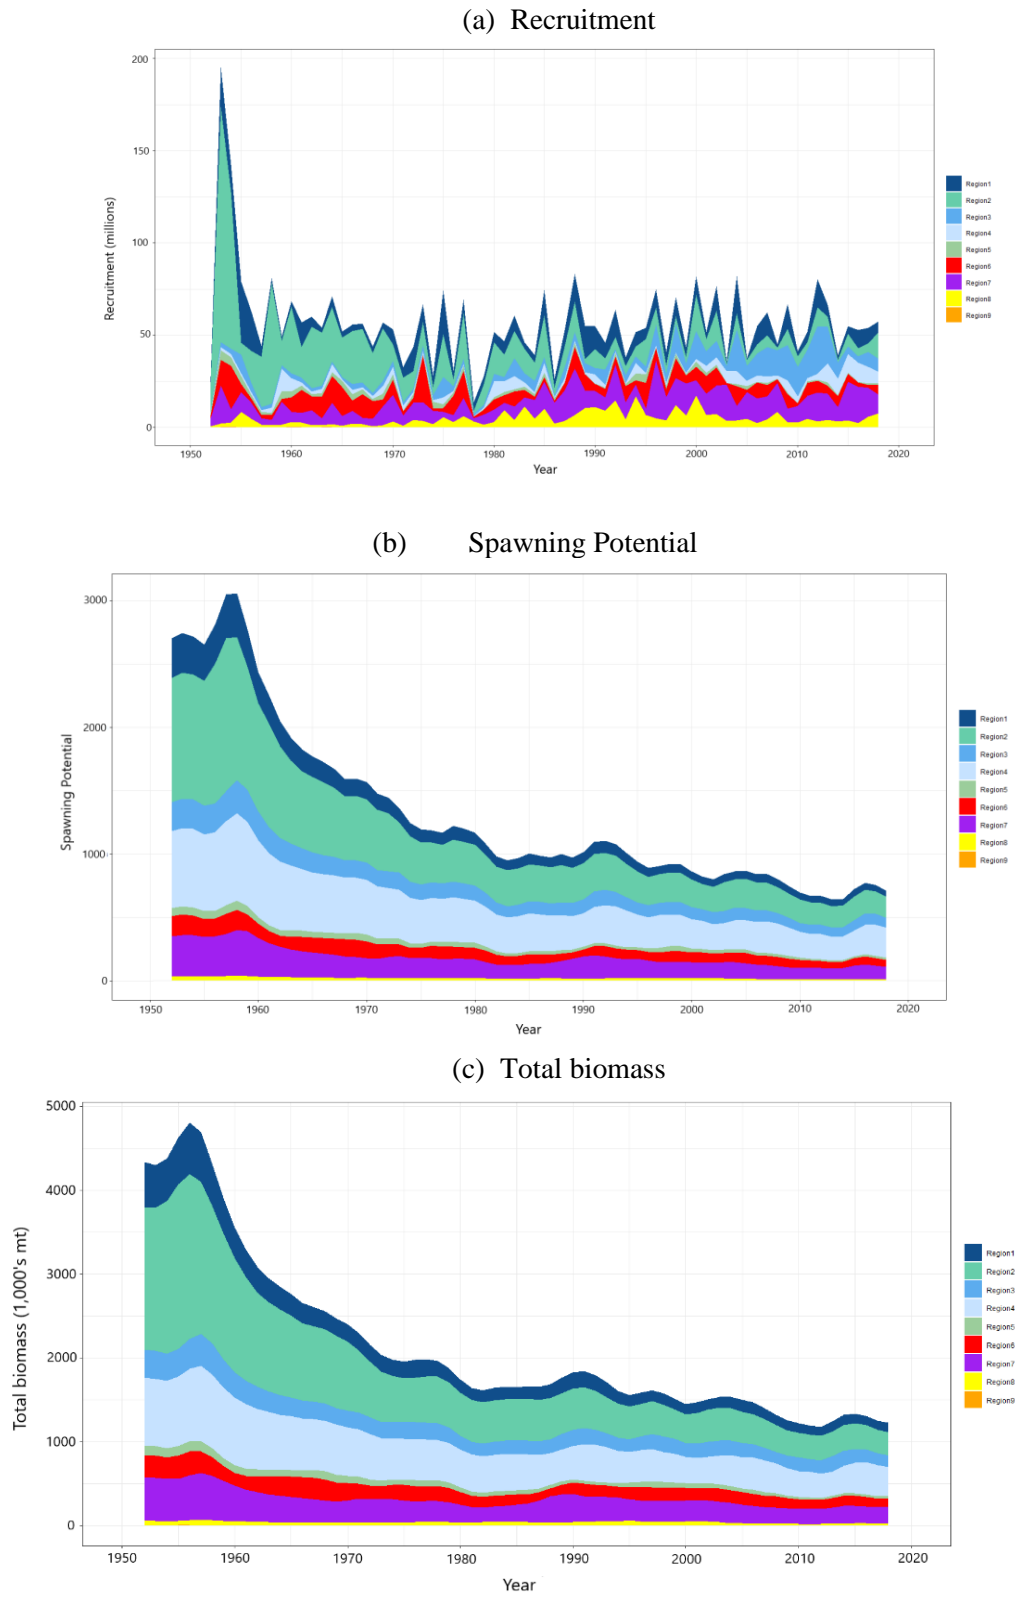 (a) Recruitment
200
150
100
50
0
Recruitment (millions)
1950 1960 1970 1980 1990 2000 2010 2020
Year
Region1
Region2
Region3
Region4
Region5
Region6
Region7
Region8
Region9
(b) Spawning Potential
3000
2000
1000
0
Spawning Potential
1950 1960 1970 1980 1990 2000 2010 2020
Year
Region1
Region2
Region3
Region4
Region5
Region6
Region7
Region8
Region9
(c) Total biomass
5000
4000
3000
2000
1000
0
Total biomass (1,000's mt)
1950 1960 1970 1980 1990 2000 2010 2020
Year
Region1
Region2
Region3
Region4
Region5
Region6
Region7
Region8
Region9